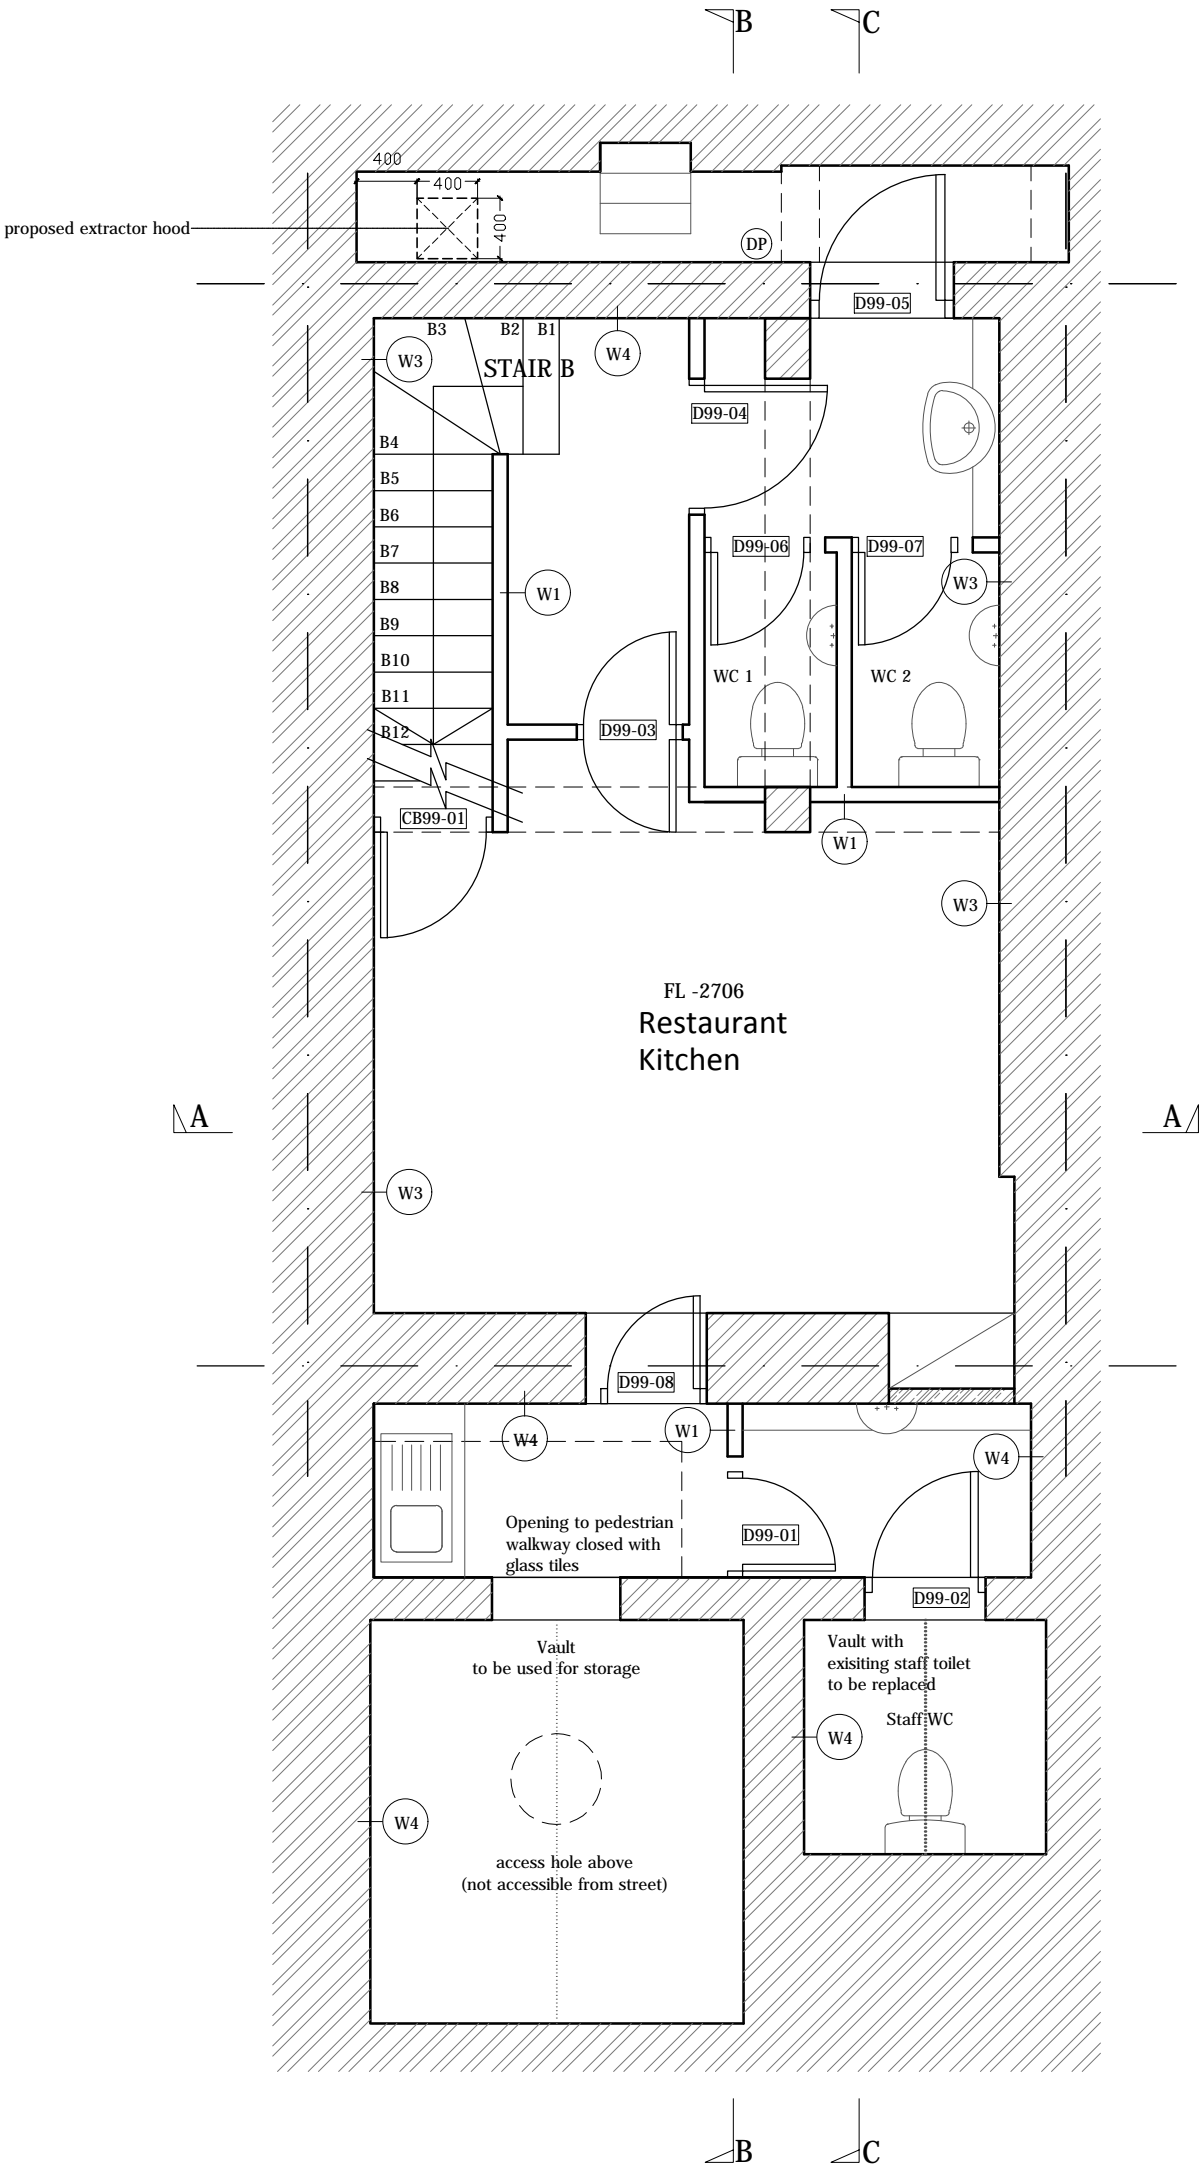 B
C
400
400
400
proposed extractor hood
DP
D99-05
B3
B2
B1
W3
STAIR B
W4
D99-04
B4
B5
B6
B7
B8
B9
B10
B11
B12
D99-06
D99-07
W1
W3
WC 1
WC 2
D99-03
CB99-01
W1
W3
FL -2706
Restaurant
Kitchen
A
A
W3
D99-08
W4
W1
W4
Opening to pedestrian
walkway closed with
glass tiles
D99-01
D99-02
Vault
to be used for storage
Vault with
exisiting staff toilet
to be replaced
Staff WC
W4
W4
access hole above
(not accessible from street)
B
C